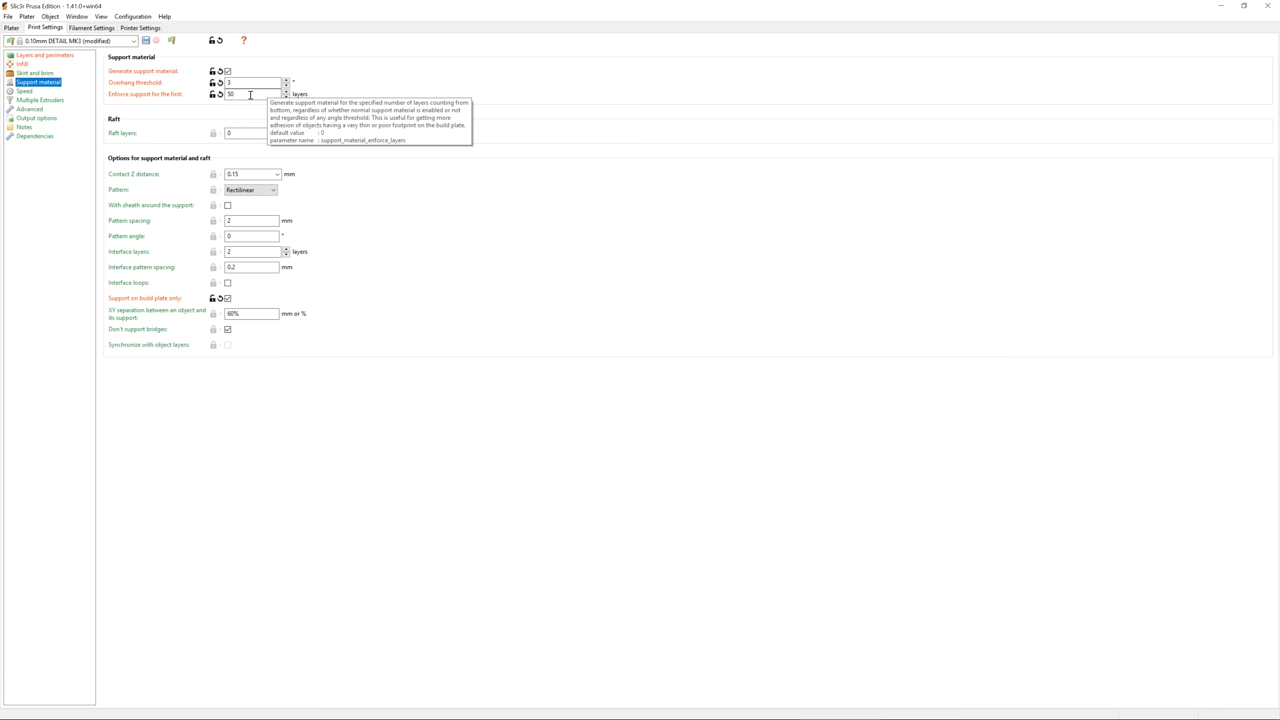 Slic3r Prusa Edition - 1.41.0+win64
File Plater Object Window View Configuration Help
Plater Print Settings Filament Settings Printer Settings
0.10mm DETAIL MK3 (modified) ?
Layers and perimeters
Infill
Skirt and brim
Support material
Speed
Multiple Extruders
Advanced
Output options
Notes
Dependencies
Support material
Generate support material:
Overhang threshold: 3 °
Enforce support for the first: 50 layers
Generate support material for the specified number of layers counting from
bottom, regardless of whether normal support material is enabled or not
and regardless of any angle threshold. This is useful for getting more
adhesion of objects having a very thin or poor footprint on the build plate.
default value : 0
parameter name : support_material_enforce_layers
Raft
Raft layers: 0
Options for support material and raft
Contact Z distance: 0.15 mm
Pattern: Rectilinear
With sheath around the support:
Pattern spacing: 2 mm
Pattern angle: 0 °
Interface layers: 2 layers
Interface pattern spacing: 0.2 mm
Interface loops:
Support on build plate only:
XY separation between an object and
its support: 60% mm or %
Don't support bridges:
Synchronize with object layers: